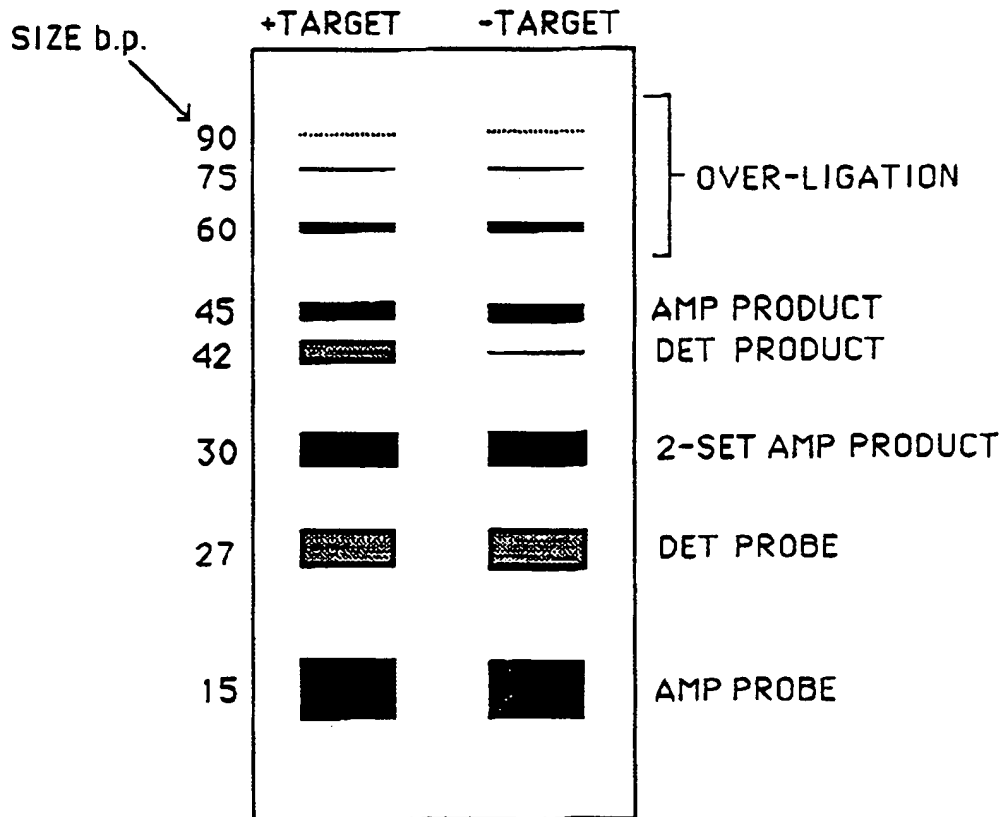 +TARGET -TARGET
SIZE b.p.
90
75
OVER-LIGATION
60
45 AMP PRODUCT
42 DET PRODUCT
30 2-SET AMP PRODUCT
27 DET PROBE
15 AMP PROBE